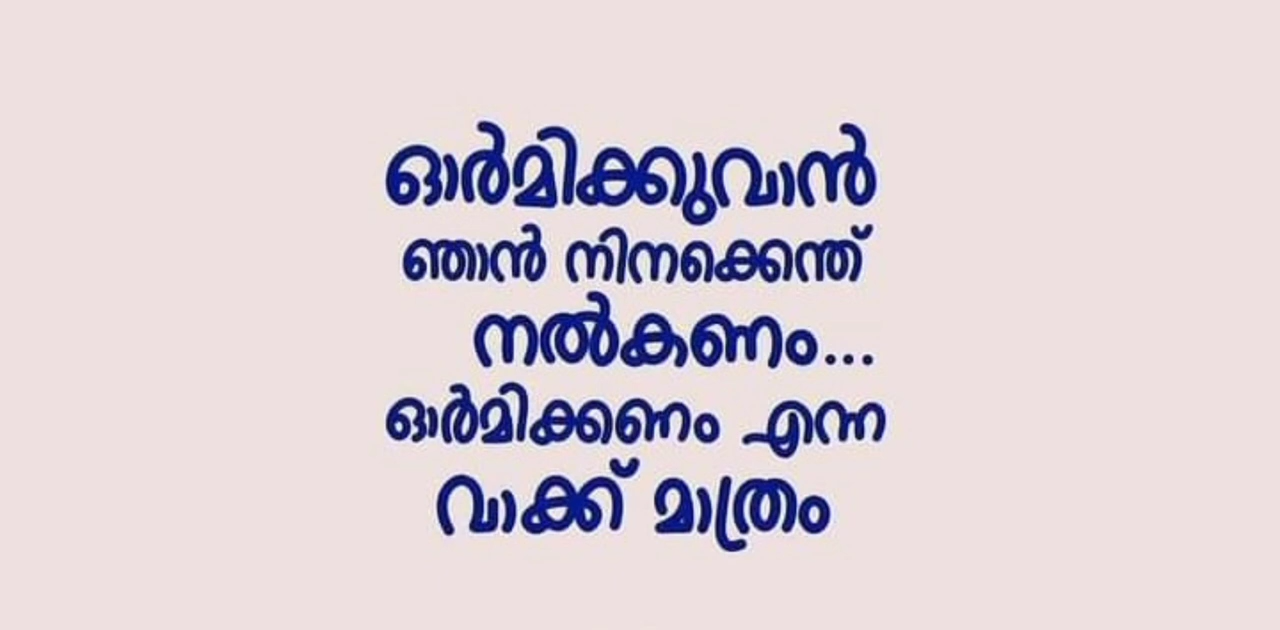 ഓർമിക്കുവാൻ
ഞാൻ നിനക്കെന്ത്
നൽകണം...
ഓർമിക്കണം എന്ന
വാക്ക് മാത്രം